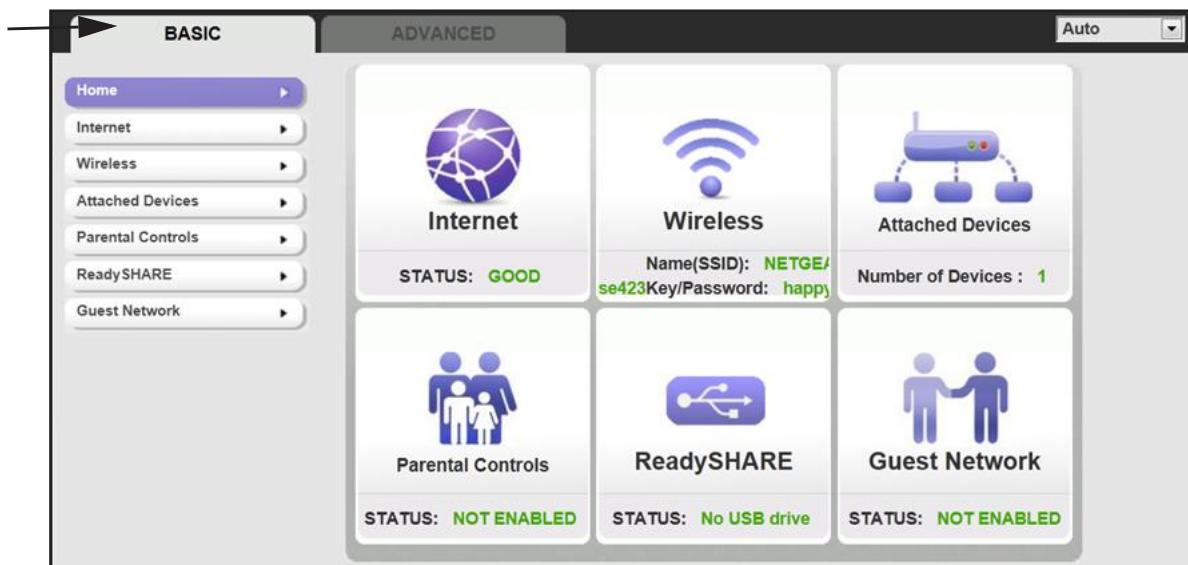 BASIC
ADVANCED
Auto
Home
Internet
Wireless
Attached Devices
Parental Controls
ReadySHARE
Guest Network
Internet
STATUS: GOOD
Wireless
Name(SSID): NETGEA
se423Key/Password: happy
Attached Devices
Number of Devices : 1
Parental Controls
STATUS: NOT ENABLED
ReadySHARE
STATUS: No USB drive
Guest Network
STATUS: NOT ENABLED